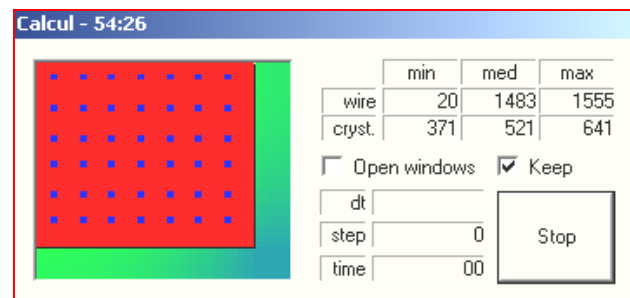 Calcul - 54:26
min med max
wire 20 1483 1555
cryst. 371 521 641
Open windows Keep
dt
step 0
Stop
time 00